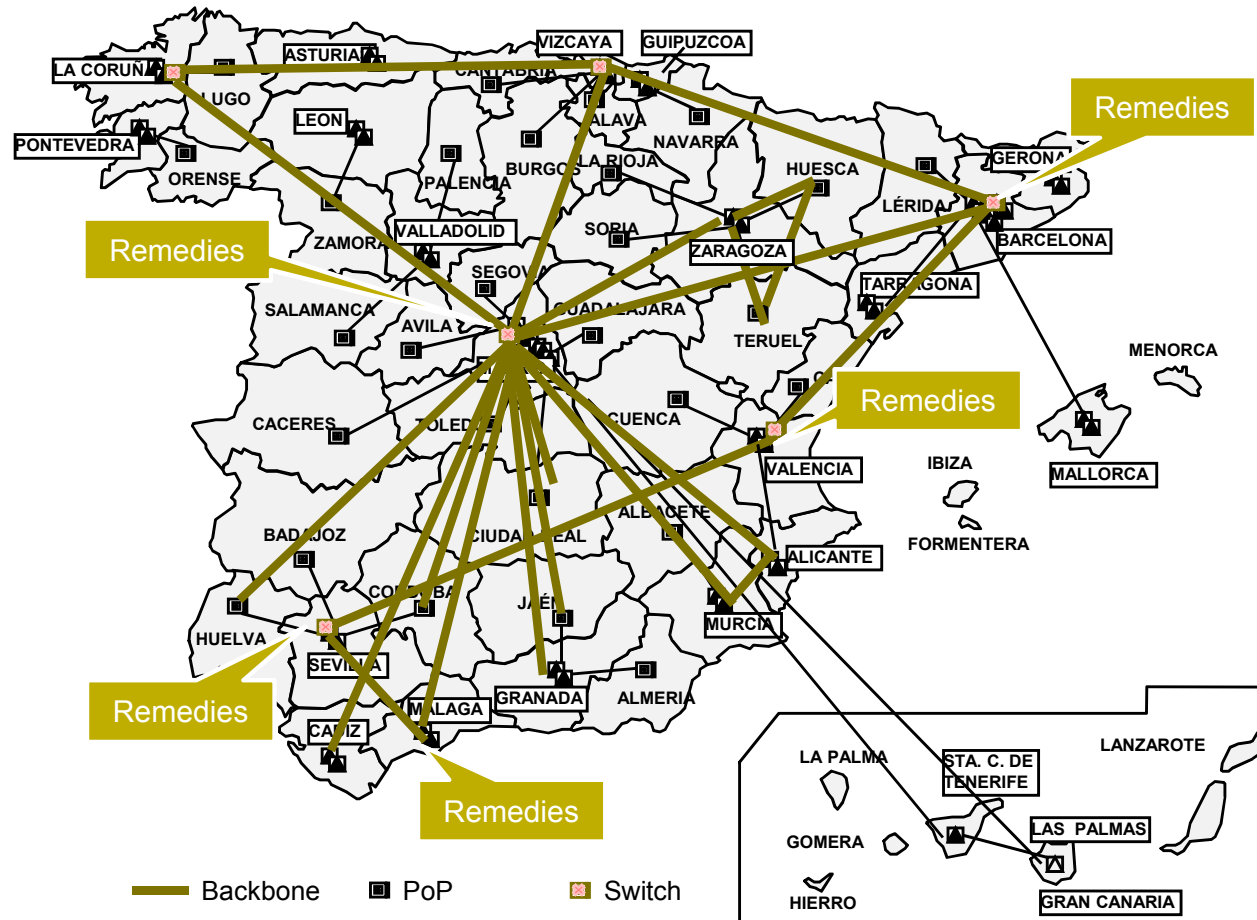 VIZCAYA
GUIPUZCOA
ASTURIA
LA CORUÑ
CANTABRIA
LUGO
ALAVA
Remedies
LEON
NAVARRA
PONTEVEDRA
GERONA
BURGOS
LA RIOJA
HUESCA
ORENSE
PALENCIA
LÉRIDA
VALLADOLID
SORIA
ZAMORA
BARCELONA
Remedies
ZARAGOZA
SEGOVIA
TARRAGONA
GUADALAJARA
SALAMANCA
AVILA
TERUEL
MENORCA
Remedies
CACERES
TOLED
CUENCA
VALENCIA
IBIZA
MALLORCA
ALBACETE
BADAJOZ
CIUDAD REAL
FORMENTERA
ALICANTE
CORDOBA
JAÉN
MURCIA
HUELVA
SEVILLA
GRANADA
ALMERIA
Remedies
MALAGA
CADIZ
LANZAROTE
STA. C. DE
TENERIFE
LA PALMA
Remedies
LAS PALMAS
GOMERA
HIERRO
GRAN CANARIA
Backbone
PoP
Switch